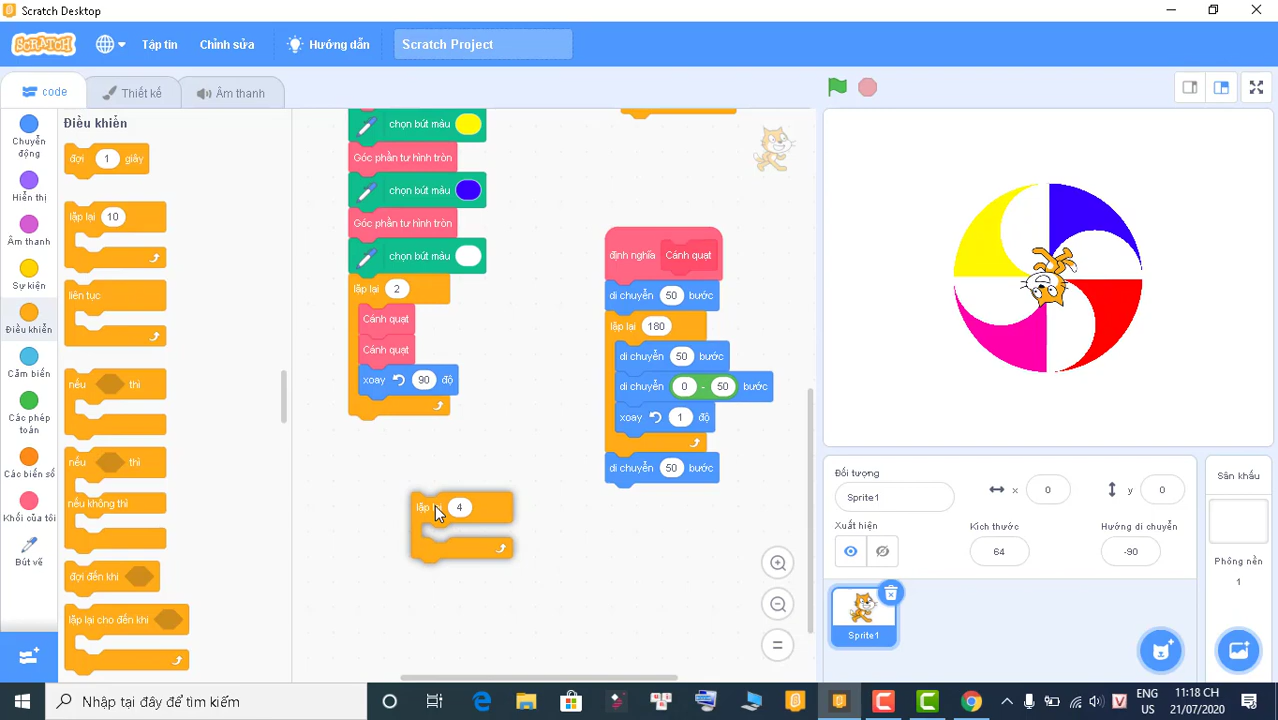 Scratch Desktop
SCRATCH
Tập tin
Chỉnh sửa
Hướng dẫn
Scratch Project
code
Thiết kế
Âm thanh
Chuyển động
Hiển thị
Âm thanh
Sự kiện
Điều khiển
Cảm biến
Các phép toán
Các biến số
Khối của tôi
Bút vẽ
Điều khiển
đợi 1 giây
lặp lại 10
liên tục
nếu thì
nếu thì
nếu không thì
đợi đến khi
lặp lại cho đến khi
chọn bút màu
Góc phần tư hình tròn
chọn bút màu
Góc phần tư hình tròn
chọn bút màu
lặp lại 2
Cánh quạt
Cánh quạt
xoay 90 độ
lặp 4
định nghĩa Cánh quạt
di chuyển 50 bước
lặp lại 180
di chuyển 50 bước
di chuyển 0 - 50 bước
xoay 1 độ
di chuyển 50 bước
Đối tượng
Sprite1
x 0
y 0
Xuất hiện
Kích thước
64
Hướng di chuyển
-90
Sprite1
Sân khấu
Phông nền
1
Nhập tại đây để tìm kiếm
V
ENG
US
11:18 CH
21/07/2020